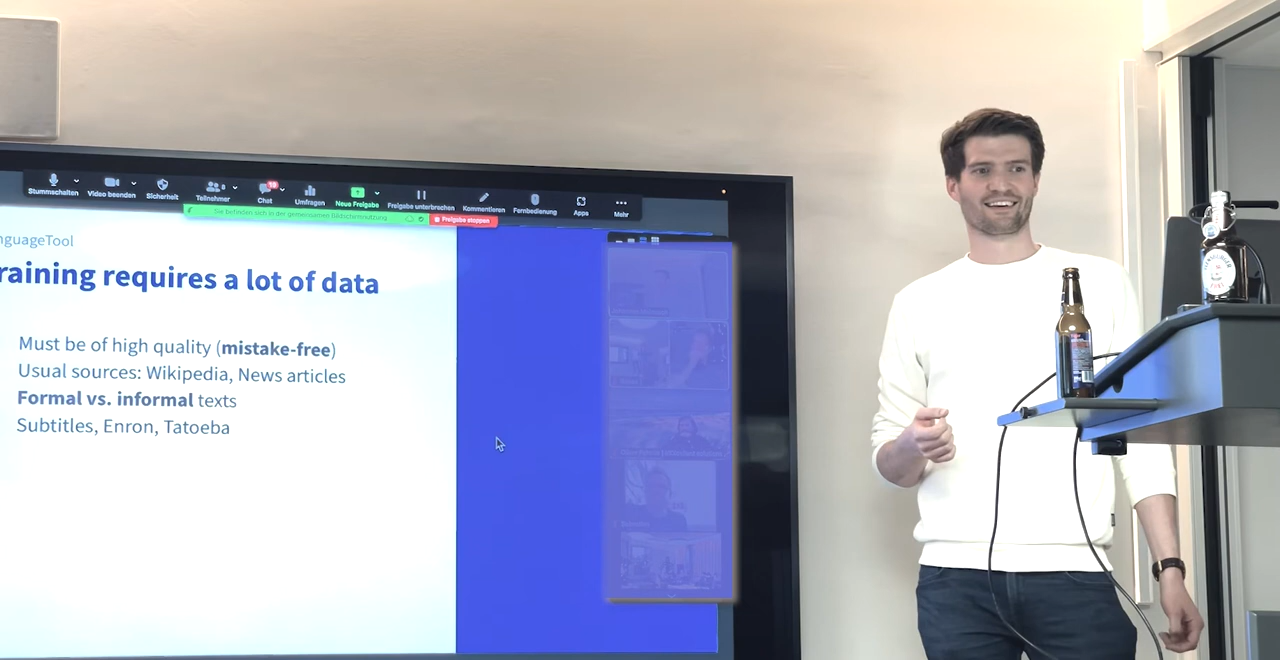 Stummschalten
Video beenden
Sicherheit
Teilnehmer
8
Chat
Umfragen
Neue Freigabe
Freigabe unterbrechen
Kommentieren
Fernbedienung
Apps
Mehr
Sie befinden sich in der gemeinsamen Bildschirmnutzung
Freigabe stoppen
nguageTool
raining requires a lot of data
Must be of high quality (mistake-free)
Usual sources: Wikipedia, News articles
Formal vs. informal texts
Subtitles, Enron, Tatoeba